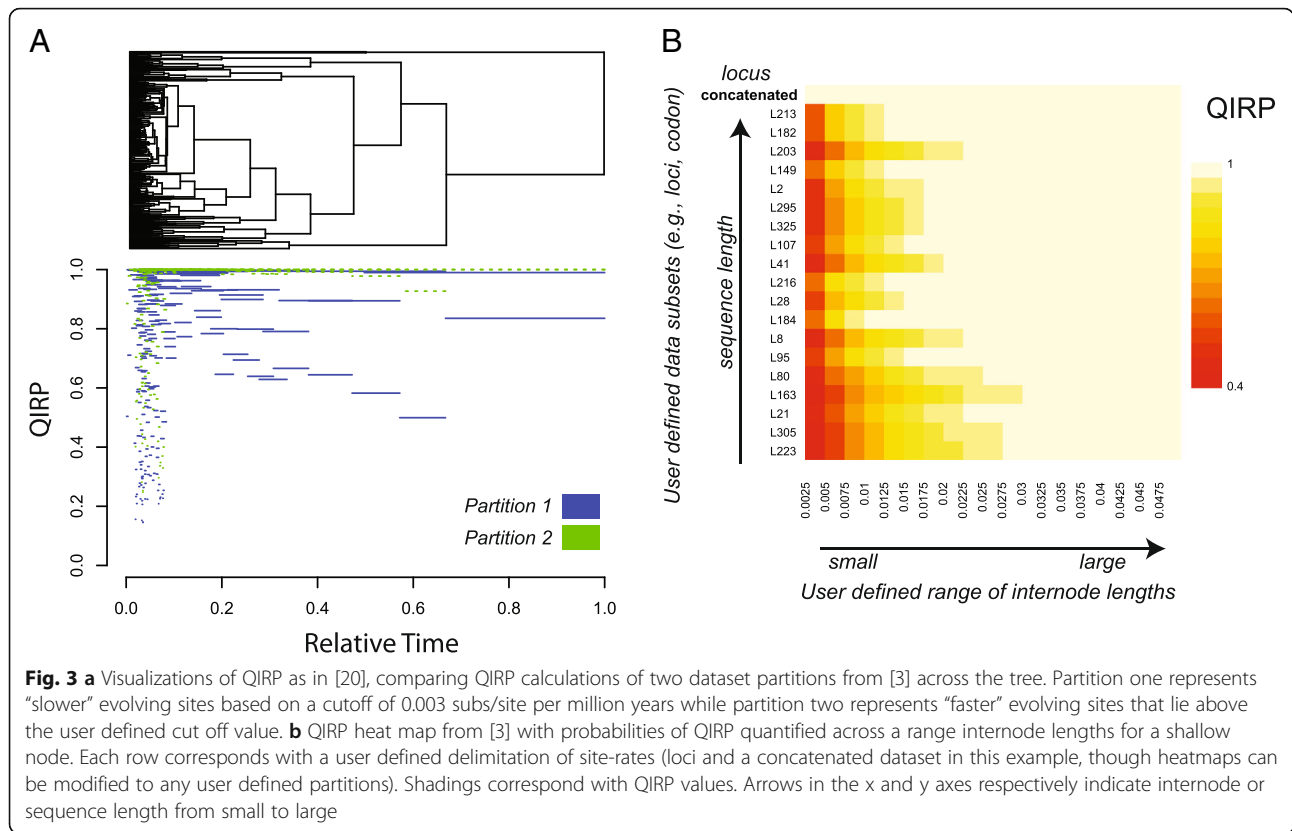 A
1.0
0.8
0.6
0.4
0.2
0.0
QIRP
Partition 1
Partition 2
0.0 0.2 0.4 0.6 0.8 1.0
Relative Time
B
User defined data subsets (e.g., loci, codon)
sequence length
locus
concatenated
L213
L182
L203
L149
L2
L295
L325
L107
L41
L216
L28
L184
L8
L95
L80
L163
L21
L305
L223
0.0025
0.005
0.0075
0.01
0.0125
0.015
0.0175
0.02
0.0225
0.025
0.0275
0.03
0.0325
0.035
0.0375
0.04
0.0425
0.045
0.0475
small large
User defined range of internode lengths
QIRP
1
0.4
Fig. 3 a Visualizations of QIRP as in [20], comparing QIRP calculations of two dataset partitions from [3] across the tree. Partition one represents
“slower” evolving sites based on a cutoff of 0.003 subs/site per million years while partition two represents “faster” evolving sites that lie above
the user defined cut off value. b QIRP heat map from [3] with probabilities of QIRP quantified across a range internode lengths for a shallow
node. Each row corresponds with a user defined delimitation of site-rates (loci and a concatenated dataset in this example, though heatmaps can
be modified to any user defined partitions). Shadings correspond with QIRP values. Arrows in the x and y axes respectively indicate internode or
sequence length from small to large